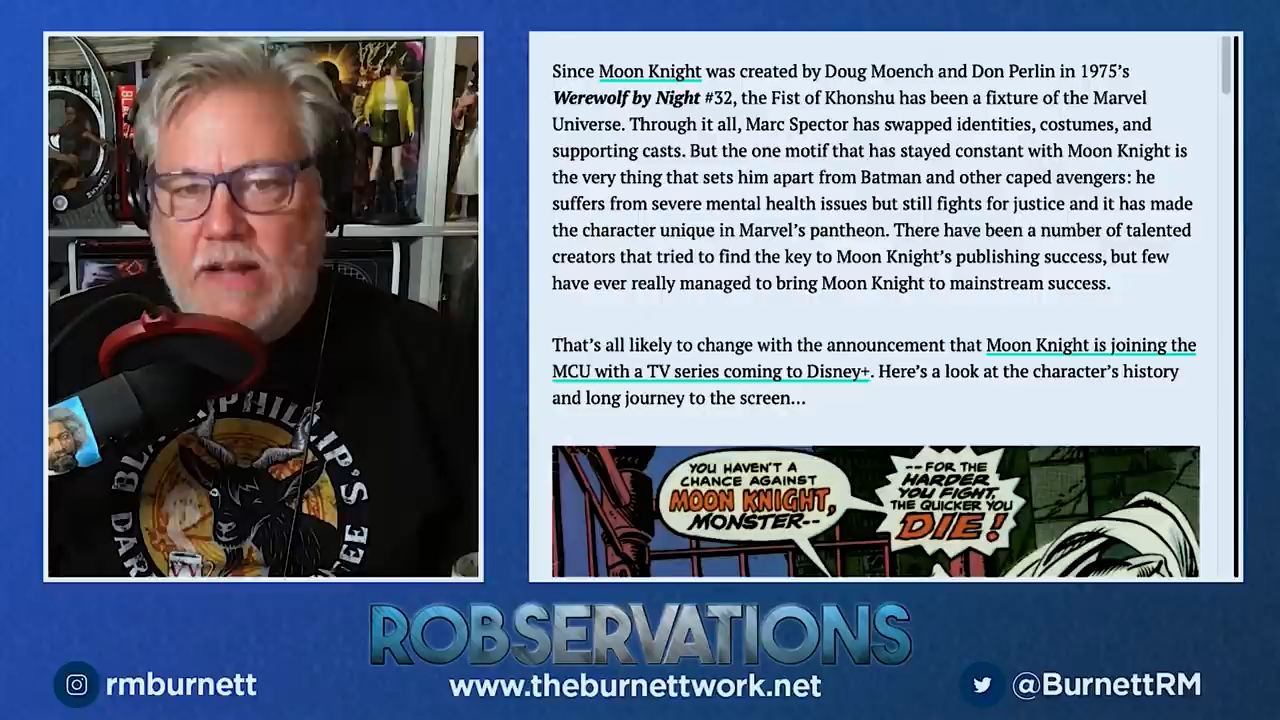 Since Moon Knight was created by Doug Moench and Don Perlin in 1975’s
Werewolf by Night #32, the Fist of Khonshu has been a fixture of the Marvel
Universe. Through it all, Marc Spector has swapped identities, costumes, and
supporting casts. But the one motif that has stayed constant with Moon Knight is
the very thing that sets him apart from Batman and other caped avengers: he
suffers from severe mental health issues but still fights for justice and it has made
the character unique in Marvel’s pantheon. There have been a number of talented
creators that tried to find the key to Moon Knight’s publishing success, but few
have ever really managed to bring Moon Knight to mainstream success.
That’s all likely to change with the announcement that Moon Knight is joining the
MCU with a TV series coming to Disney+. Here’s a look at the character’s history
and long journey to the screen...
YOU HAVEN'T A
CHANCE AGAINST
MOON KNIGHT,
MONSTER--
--FOR THE
HARDER
YOU FIGHT,
THE QUICKER YOU
DIE!
ROBSERVATIONS
rmburnett
www.theburnettwork.net
@BurnettRM